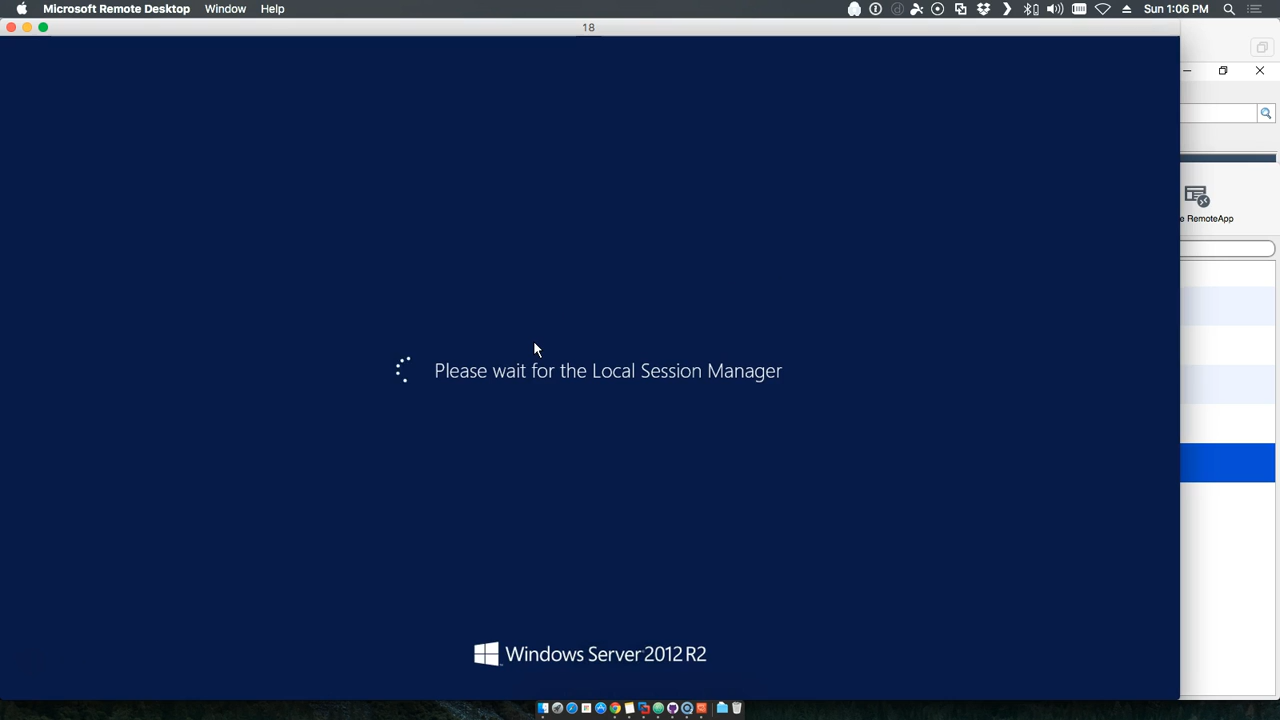 Microsoft Remote Desktop Window Help Sun 1:06 PM
18
RemoteApp
Please wait for the Local Session Manager
Windows Server 2012 R2